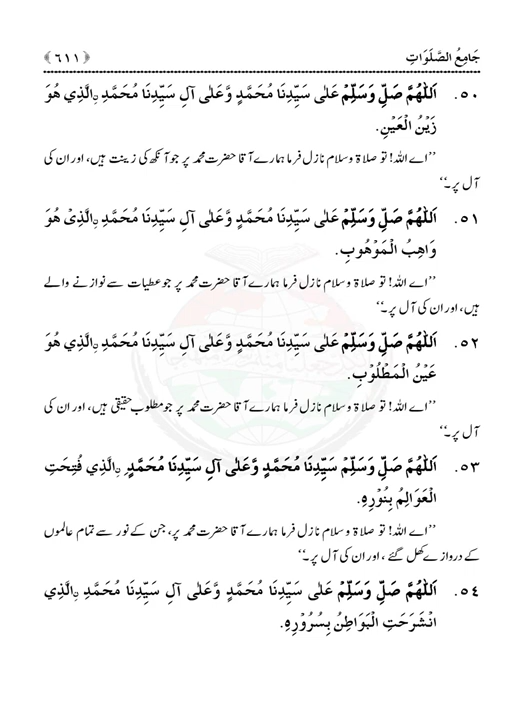 جَامِعُ الصَّلَوَاتِ
﴿٦١١﴾
٥٠. اَللّٰهُمَّ صَلِّ وَسَلِّمْ عَلٰی سَيِّدِنَا مُحَمَّدٍ وَّعَلٰی آلِ سَيِّدِنَا مُحَمَّدِ ۣالَّذِي هُوَ
زَيْنُ الْعَيْنِ.
’’اے اللہ! تو صلاۃ وسلام نازل فرما ہمارے آقا حضرت محمد پر جو آنکھ کی زینت ہیں، اور ان کی
آل پر۔‘‘
٥١. اَللّٰهُمَّ صَلِّ وَسَلِّمْ عَلٰی سَيِّدِنَا مُحَمَّدٍ وَّعَلٰی آلِ سَيِّدِنَا مُحَمَّدِ ۣالَّذِيْ هُوَ
وَاهِبُ الْمَوْهُوبِ.
’’اے اللہ! تو صلاۃ وسلام نازل فرما ہمارے آقا حضرت محمد پر جو عطیات سے نوازنے والے
ہیں، اور ان کی آل پر۔‘‘
٥٢. اَللّٰهُمَّ صَلِّ وَسَلِّمْ عَلٰی سَيِّدِنَا مُحَمَّدٍ وَّعَلٰی آلِ سَيِّدِنَا مُحَمَّدِ ۣالَّذِي هُوَ
عَيْنُ الْمَطْلُوْبِ.
’’اے اللہ! تو صلاۃ وسلام نازل فرما ہمارے آقا حضرت محمد پر جو مطلوب حقیقی ہیں، اور ان کی
آل پر۔‘‘
٥٣. اَللّٰهُمَّ صَلِّ وَسَلِّمْ سَيِّدِنَا مُحَمَّدٍ وَّعَلٰی آلِ سَيِّدِنَا مُحَمَّدِ ۣالَّذِي فُتِحَتِ
الْعَوَالِمُ بِنُوْرِهِ.
’’اے اللہ! تو صلاۃ وسلام نازل فرما ہمارے آقا حضرت محمد پر، جن کے نور سے تمام عالموں
کے دروازے کھل گئے، اور ان کی آل پر۔‘‘
٥٤. اَللّٰهُمَّ صَلِّ وَسَلِّمْ عَلٰی سَيِّدِنَا مُحَمَّدٍ وَّعَلٰی آلِ سَيِّدِنَا مُحَمَّدِ ۣالَّذِي
انْشَرَحَتِ الْبَوَاطِنُ بِسُرُوْرِهِ.